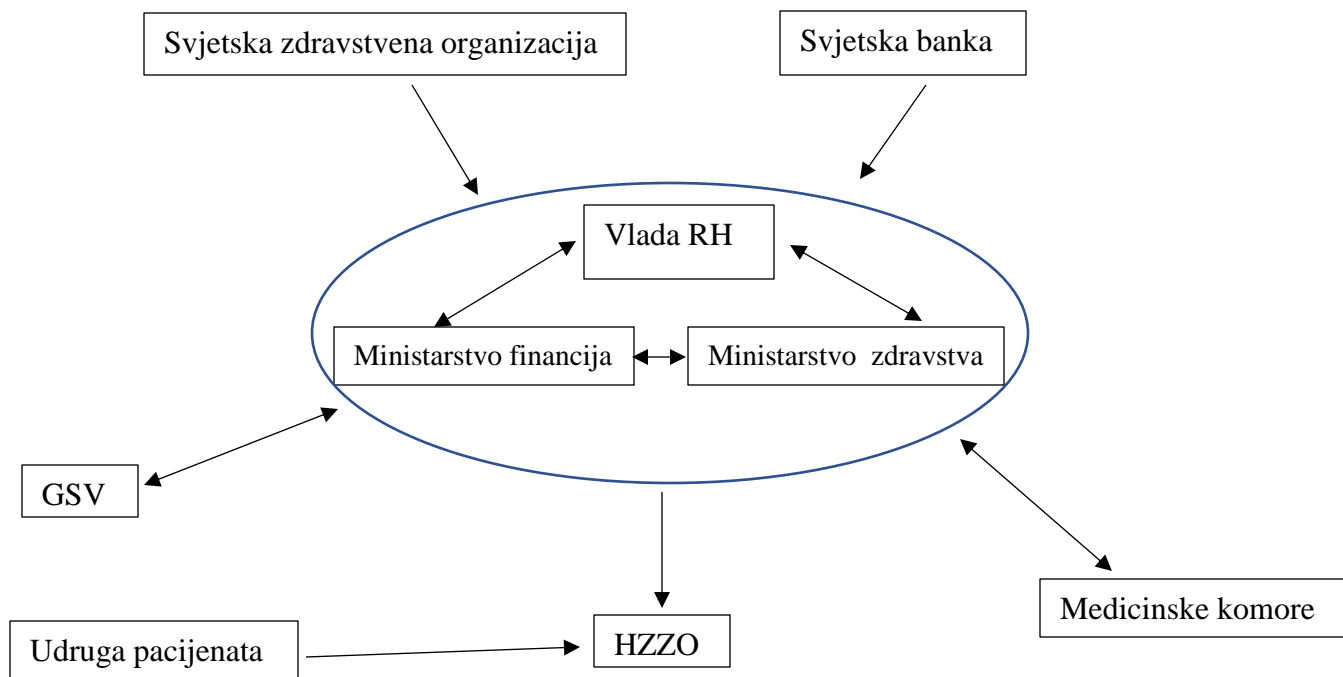 Svjetska zdravstvena organizacija
Svjetska banka
Vlada RH
Ministarstvo financija
Ministarstvo zdravstva
GSV
Medicinske komore
Udruga pacijenata
HZZO